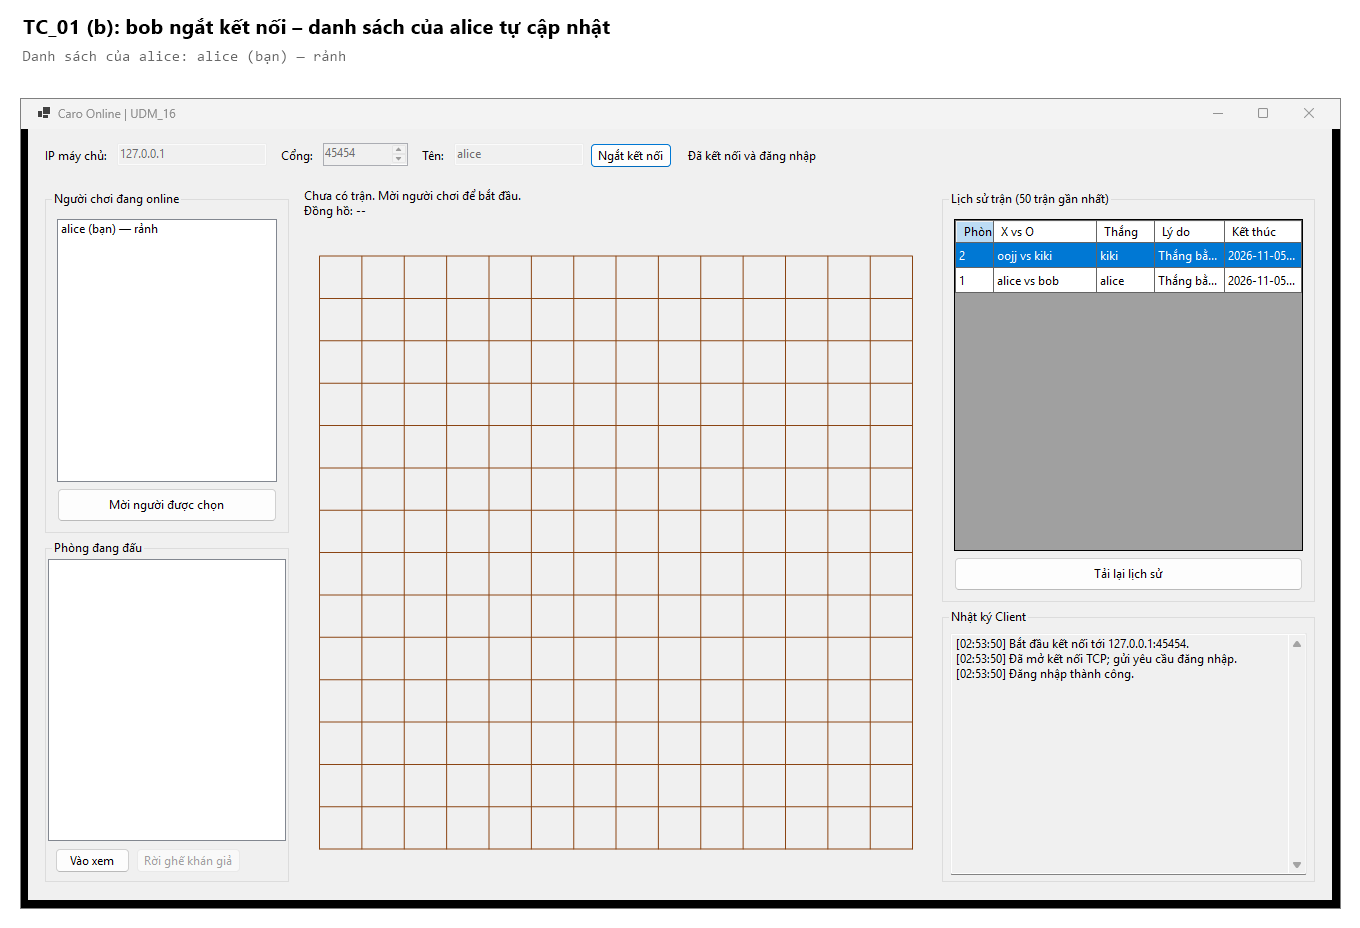 TC_01 (b): bob ngắt kết nối – danh sách của alice tự cập nhật
Danh sách của alice: alice (bạn) — rảnh
Caro Online | UDM_16
IP máy chủ: 127.0.0.1 Cổng: 45454 Tên: alice Ngắt kết nối Đã kết nối và đăng nhập
Người chơi đang online
alice (bạn) — rảnh
Mời người được chọn
Phòng đang đấu
Vào xem Rời ghế khán giả
Chưa có trận. Mời người chơi để bắt đầu.
Đồng hồ: --
Lịch sử trận (50 trận gần nhất)
Phòn X vs O Thắng Lý do Kết thúc
2 oojj vs kiki kiki Thắng bằ... 2026-11-05...
1 alice vs bob alice Thắng bằ... 2026-11-05...
Tải lại lịch sử
Nhật ký Client
[02:53:50] Bắt đầu kết nối tới 127.0.0.1:45454.
[02:53:50] Đã mở kết nối TCP; gửi yêu cầu đăng nhập.
[02:53:50] Đăng nhập thành công.